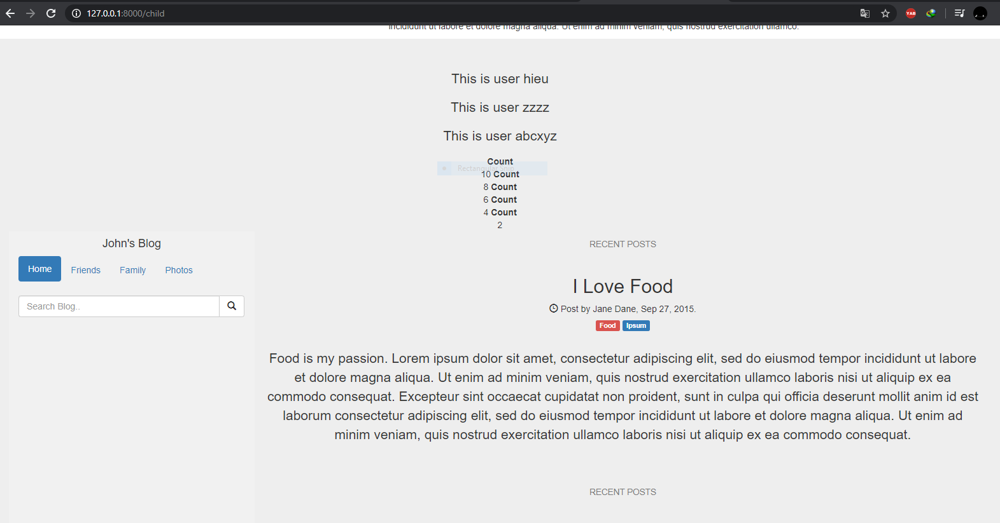 127.0.0.1:8000/child
YAB
incididunt ut labore et dolore magna aliqua. Ut enim ad minim veniam, quis nostrud exercitation ullamco.
This is user hieu
This is user zzzz
This is user abcxyz
Count
Rectangular Snip
10 Count
8 Count
6 Count
4 Count
2
John's Blog
Home Friends Family Photos
Search Blog..
RECENT POSTS
I Love Food
Post by Jane Dane, Sep 27, 2015.
Food Ipsum
Food is my passion. Lorem ipsum dolor sit amet, consectetur adipiscing elit, sed do eiusmod tempor incididunt ut labore
et dolore magna aliqua. Ut enim ad minim veniam, quis nostrud exercitation ullamco laboris nisi ut aliquip ex ea
commodo consequat. Excepteur sint occaecat cupidatat non proident, sunt in culpa qui officia deserunt mollit anim id est
laborum consectetur adipiscing elit, sed do eiusmod tempor incididunt ut labore et dolore magna aliqua. Ut enim ad
minim veniam, quis nostrud exercitation ullamco laboris nisi ut aliquip ex ea commodo consequat.
RECENT POSTS